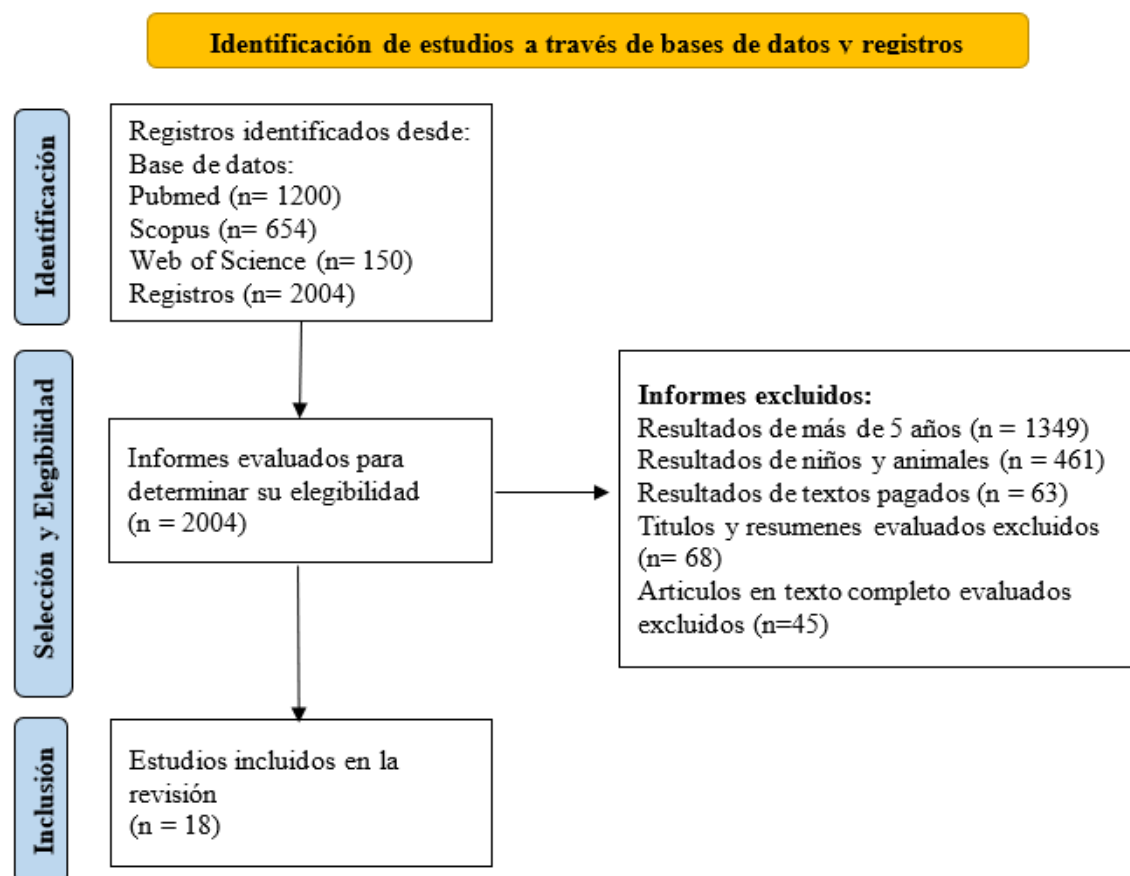 Identificación de estudios a través de bases de datos y registros
Identificación
Registros identificados desde:
Base de datos:
Pubmed (n= 1200)
Scopus (n= 654)
Web of Science (n= 150)
Registros (n= 2004)
Selección y Elegibilidad
Informes evaluados para
determinar su elegibilidad
(n = 2004)
Informes excluidos:
Resultados de más de 5 años (n = 1349)
Resultados de niños y animales (n = 461)
Resultados de textos pagados (n = 63)
Titulos y resumenes evaluados excluidos
(n= 68)
Articulos en texto completo evaluados
excluidos (n=45)
Inclusión
Estudios incluidos en la
revisión
(n = 18)